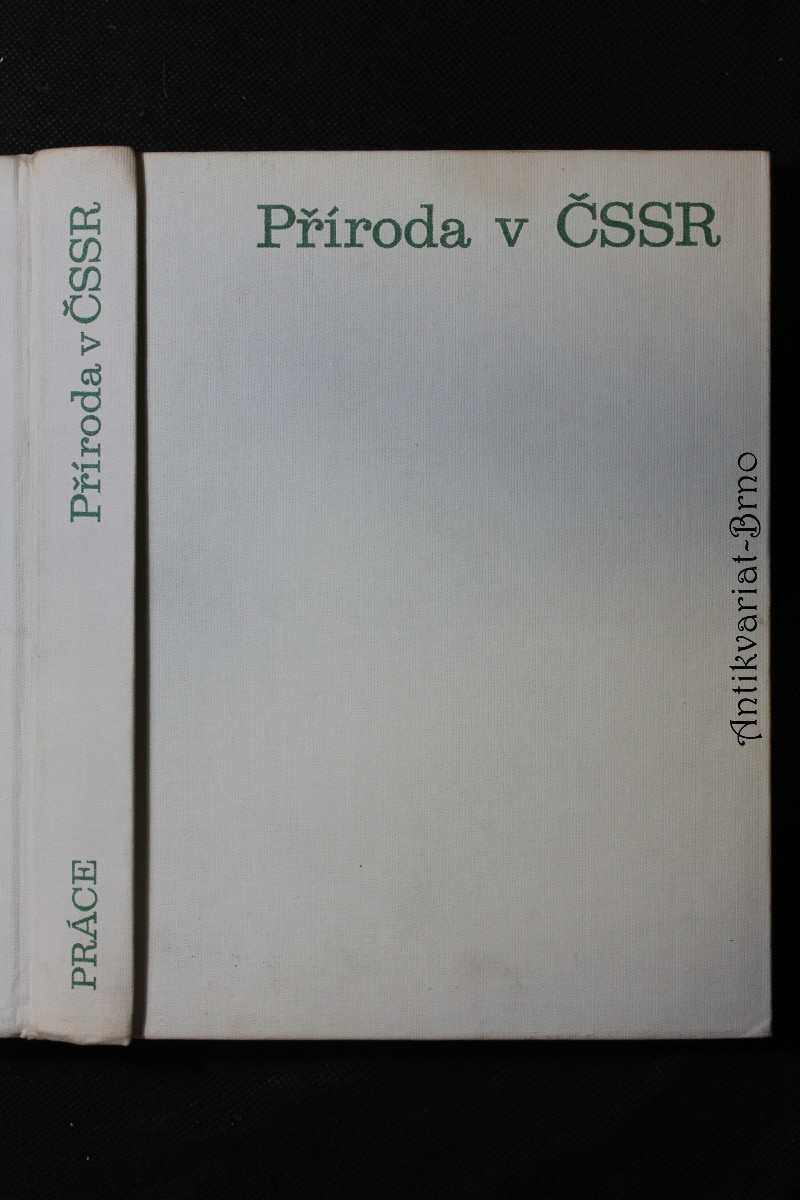 Příroda v ČSSR
PRÁCE
Příroda v ČSSR
Antikvariat-Brno